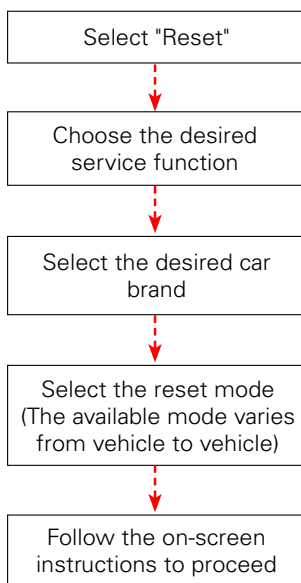 Select "Reset"
Choose the desired
service function
Select the desired car
brand
Select the reset mode
(The available mode varies
from vehicle to vehicle)
Follow the on-screen
instructions to proceed